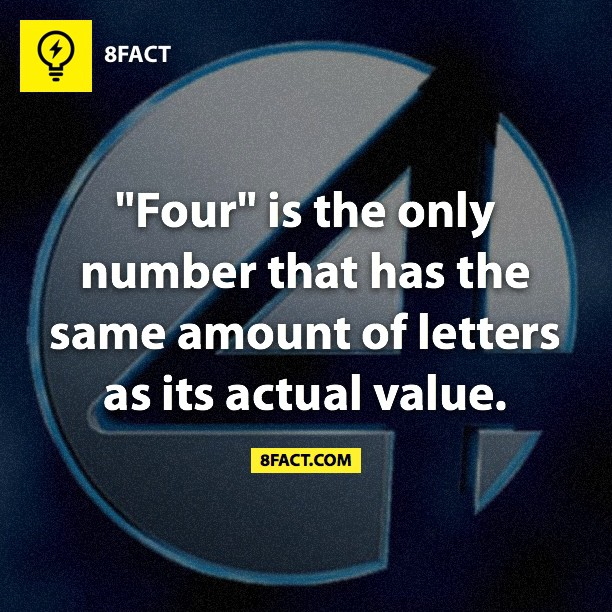 8FACT
"Four" is the only
number that has the
same amount of letters
as its actual value.
8FACT.COM